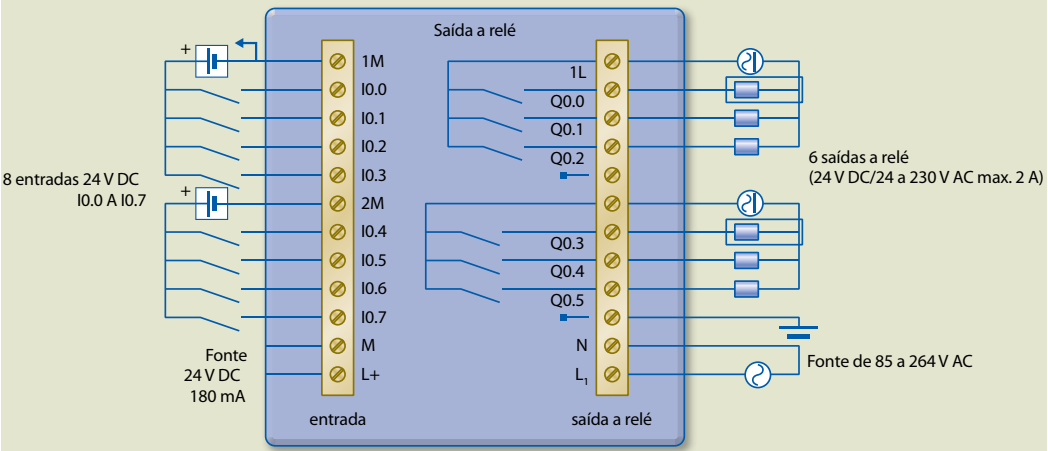 Saída a relé
+
1M
I0.0
I0.1
I0.2
I0.3
+
2M
I0.4
I0.5
I0.6
I0.7
M
L+
8 entradas 24 V DC
I0.0 A I0.7
Fonte
24 V DC
180 mA
entrada
1L
Q0.0
Q0.1
Q0.2
Q0.3
Q0.4
Q0.5
N
L1
saída a relé
6 saídas a relé
(24 V DC/24 a 230 V AC max. 2 A)
Fonte de 85 a 264 V AC